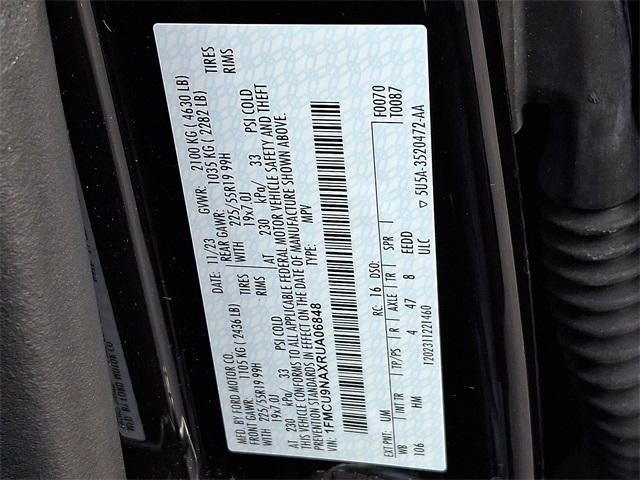 MFD. BY FORD MOTOR CO. DATE: 11/23 GVWR: 2100 KG ( 4630 LB)
FRONT GAWR: 1105 KG ( 2436 LB) REAR GAWR: 1035 KG ( 2282 LB)
WITH 225/55R19 99H TIRES WITH 225/55R19 99H TIRES
19x7.0J RIMS 19x7.0J RIMS
AT 230 kPa/ 33 PSI COLD AT 230 kPa/ 33 PSI COLD
THIS VEHICLE CONFORMS TO ALL APPLICABLE FEDERAL MOTOR VEHICLE SAFETY AND THEFT
PREVENTION STANDARDS IN EFFECT ON THE DATE OF MANUFACTURE SHOWN ABOVE.
VIN: 1FMCU9NAXRUA06848 TYPE: MPV
F0070
T0087
EXT PNT: UM RC: 16 DSO:
WB INTTR TP/PS R AXLE TR SPR
106 HM 4 47 8 EEDD
ULC
1202311221460
▽ 5U5A-3520472-AA